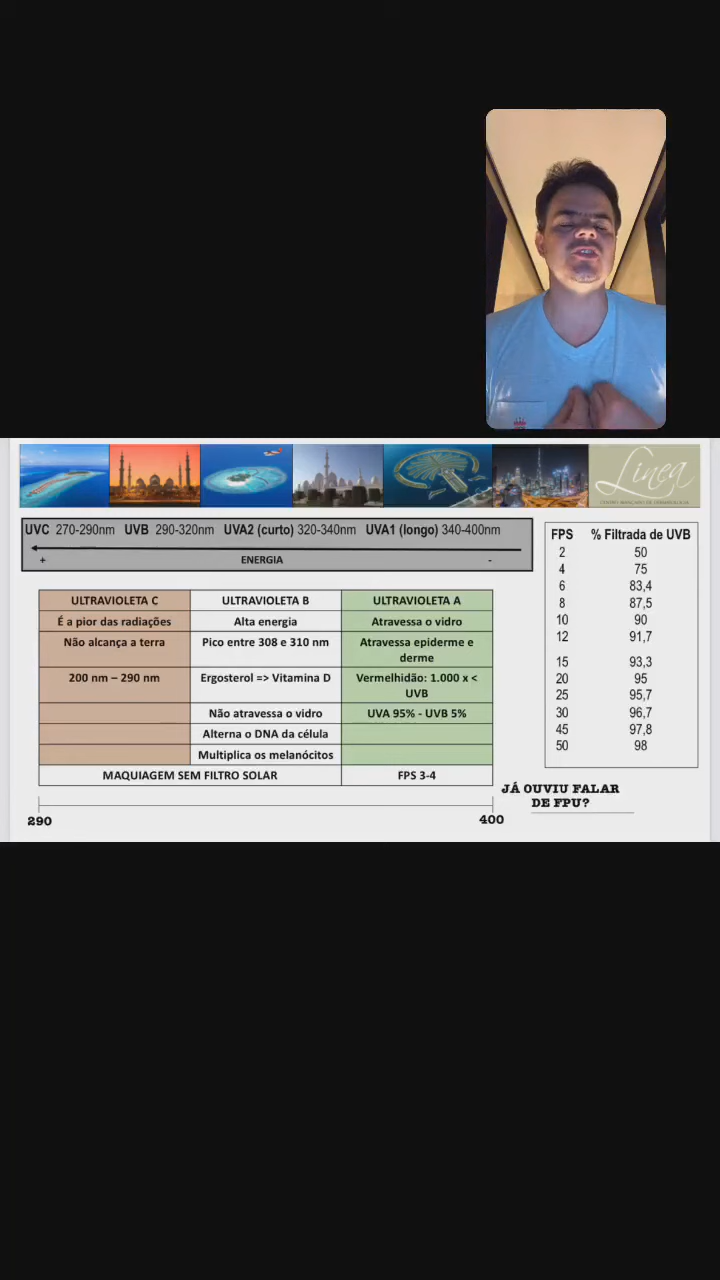 Linea
UVC 270-290nm UVB 290-320nm UVA2 (curto) 320-340nm UVA1 (longo) 340-400nm
+ ENERGIA -
ULTRAVIOLETA C ULTRAVIOLETA B ULTRAVIOLETA A
É a pior das radiações Alta energia Atravessa o vidro
Não alcança a terra Pico entre 308 e 310 nm Atravessa epiderme e
derme
200 nm – 290 nm Ergosterol => Vitamina D Vermelhidão: 1.000 x <
UVB
Não atravessa o vidro UVA 95% - UVB 5%
Alterna o DNA da célula
Multiplica os melanócitos
MAQUIAGEM SEM FILTRO SOLAR FPS 3-4
290 400
FPS % Filtrada de UVB
2 50
4 75
6 83,4
8 87,5
10 90
12 91,7
15 93,3
20 95
25 95,7
30 96,7
45 97,8
50 98
JÁ OUVIU FALAR
DE FPU?